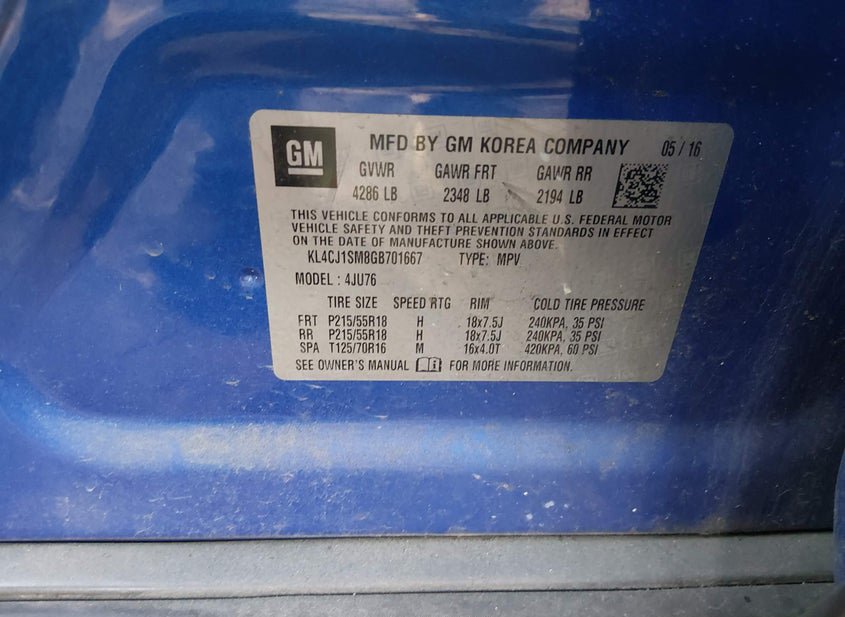 GM MFD BY GM KOREA COMPANY 05 / 16
GVWR GAWR FRT GAWR RR
4286 LB 2348 LB 2194 LB
THIS VEHICLE CONFORMS TO ALL APPLICABLE U.S. FEDERAL MOTOR
VEHICLE SAFETY AND THEFT PREVENTION STANDARDS IN EFFECT
ON THE DATE OF MANUFACTURE SHOWN ABOVE.
KL4CJ1SM8GB701667 TYPE: MPV
MODEL : 4JU76
TIRE SIZE SPEED RTG RIM COLD TIRE PRESSURE
FRT P215/55R18 H 18x7.5J 240KPA, 35 PSI
RR P215/55R18 H 18x7.5J 240KPA, 35 PSI
SPA T125/70R16 M 16x4.0T 420KPA, 60 PSI
SEE OWNER'S MANUAL FOR MORE INFORMATION.